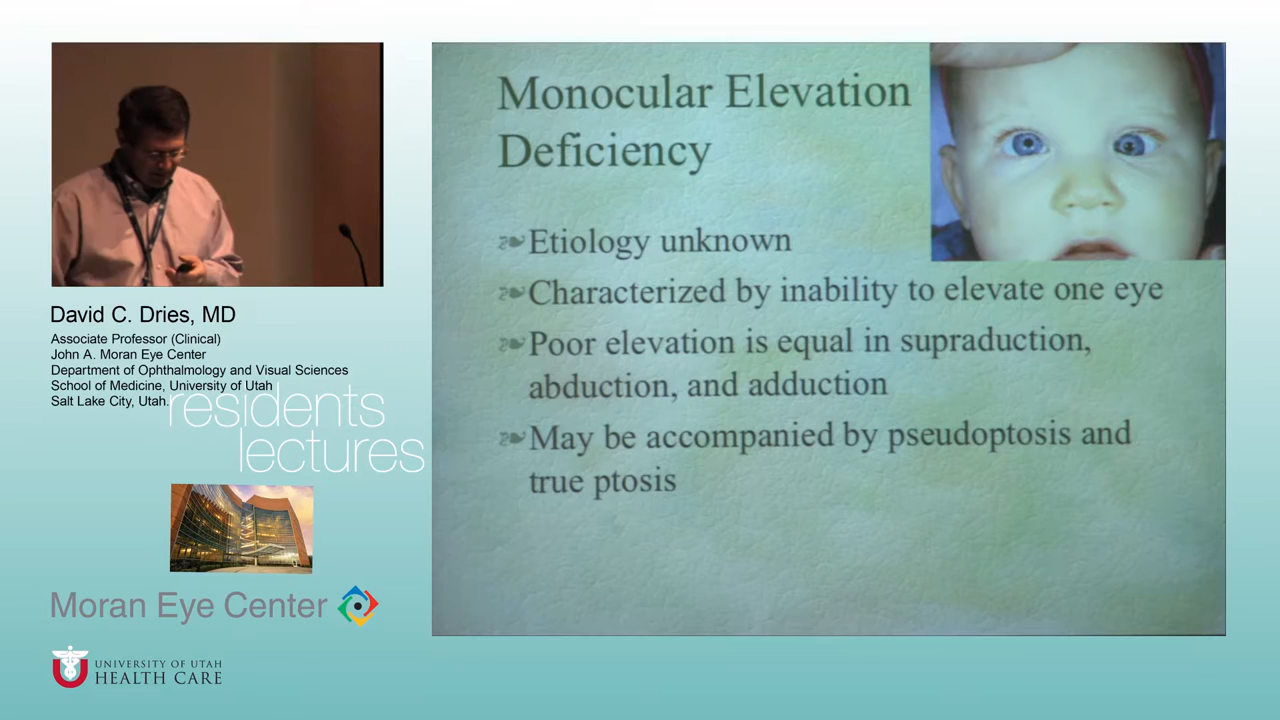 David C. Dries, MD
Associate Professor (Clinical)
John A. Moran Eye Center
Department of Ophthalmology and Visual Sciences
School of Medicine, University of Utah
Salt Lake City, Utah.
residents
lectures
Moran Eye Center
UNIVERSITY OF UTAH
HEALTH CARE
Monocular Elevation
Deficiency
Etiology unknown
Characterized by inability to elevate one eye
Poor elevation is equal in supraduction,
abduction, and adduction
May be accompanied by pseudoptosis and
true ptosis